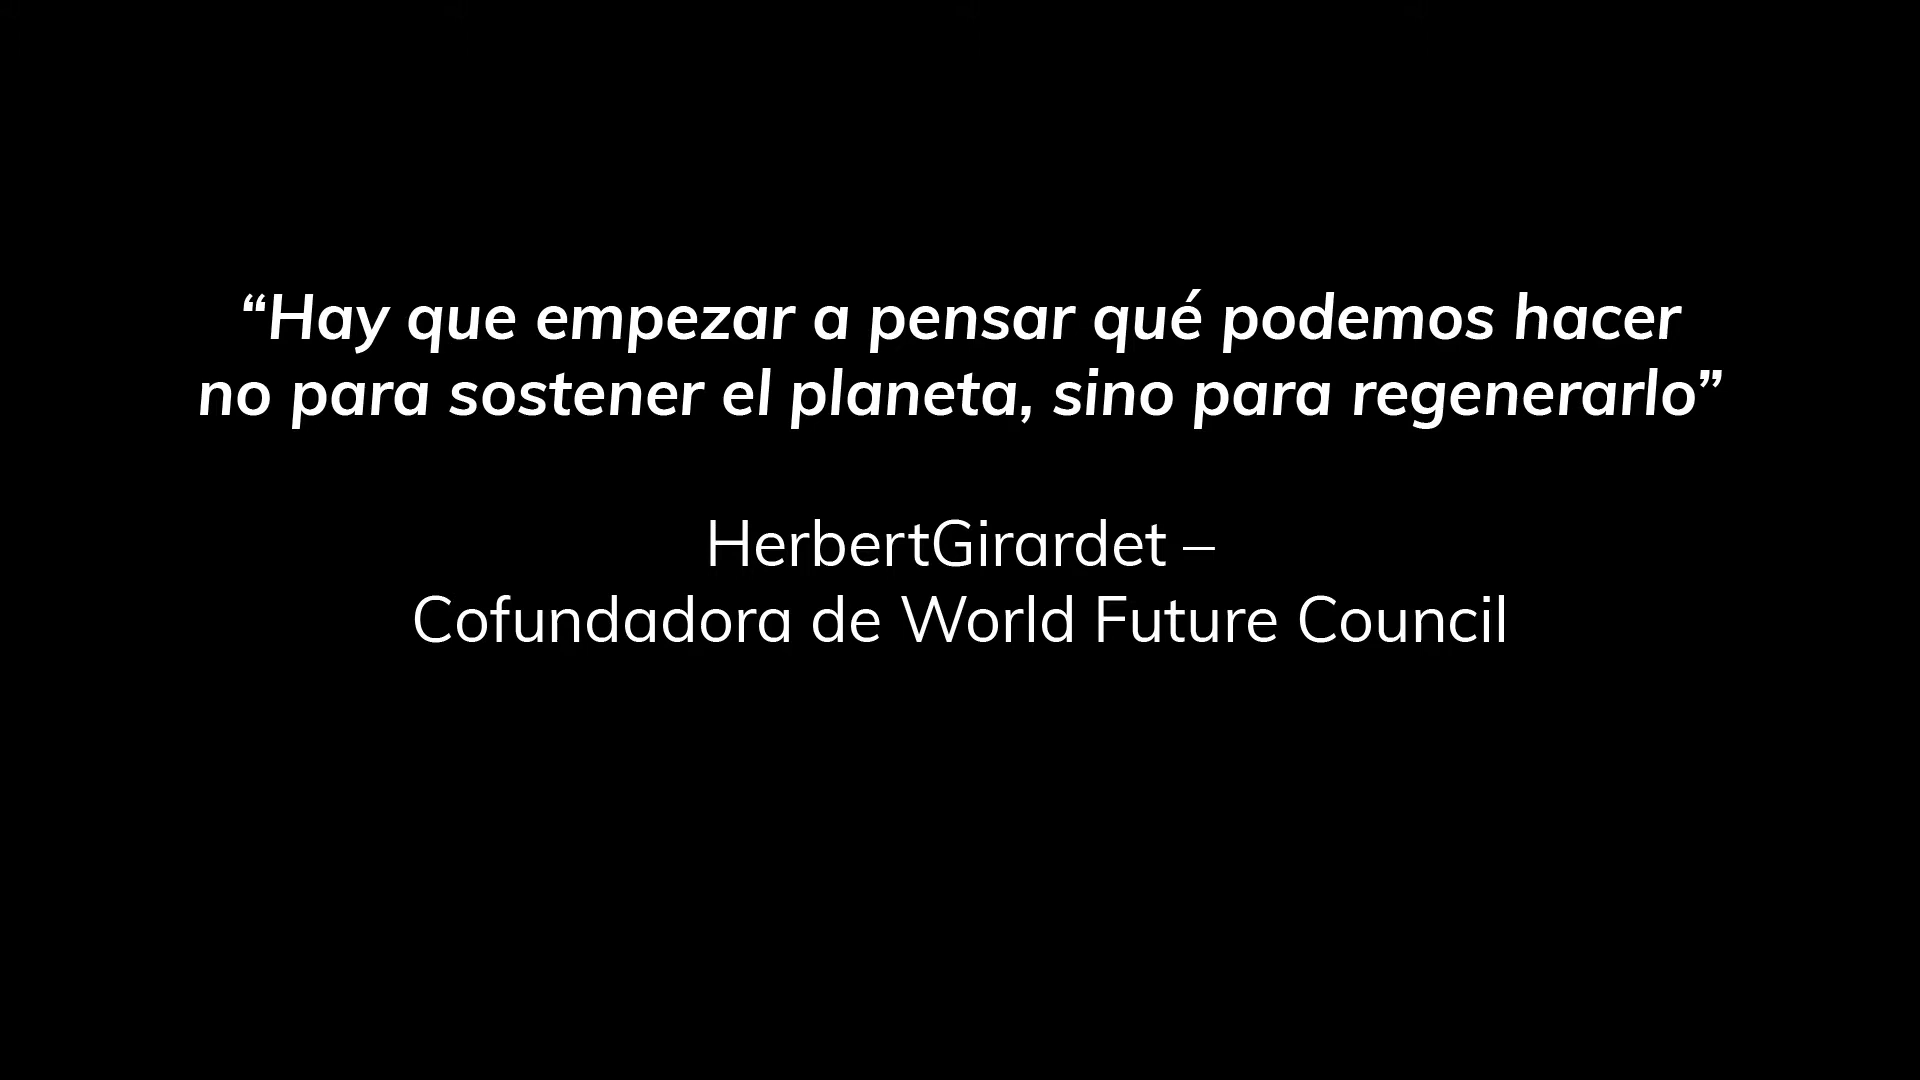 “Hay que empezar a pensar qué podemos hacer
no para sostener el planeta, sino para regenerarlo”
HerbertGirardet –
Cofundadora de World Future Council